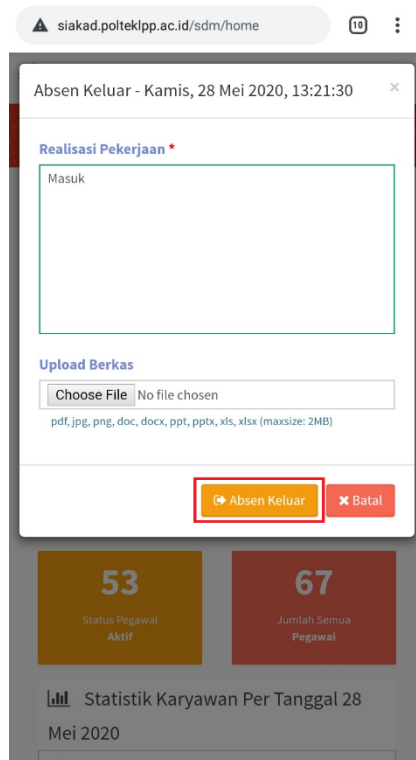 siakad.polteklpp.ac.id/sdm/home
10
Absen Keluar - Kamis, 28 Mei 2020, 13:21:30 ×
Realisasi Pekerjaan *
Masuk
Upload Berkas
Choose File No file chosen
pdf, jpg, png, doc, docx, ppt, pptx, xls, xlsx (maxsize: 2MB)
Absen Keluar
Batal
53
Status Pegawai
Aktif
67
Jumlah Semua
Pegawai
Statistik Karyawan Per Tanggal 28
Mei 2020